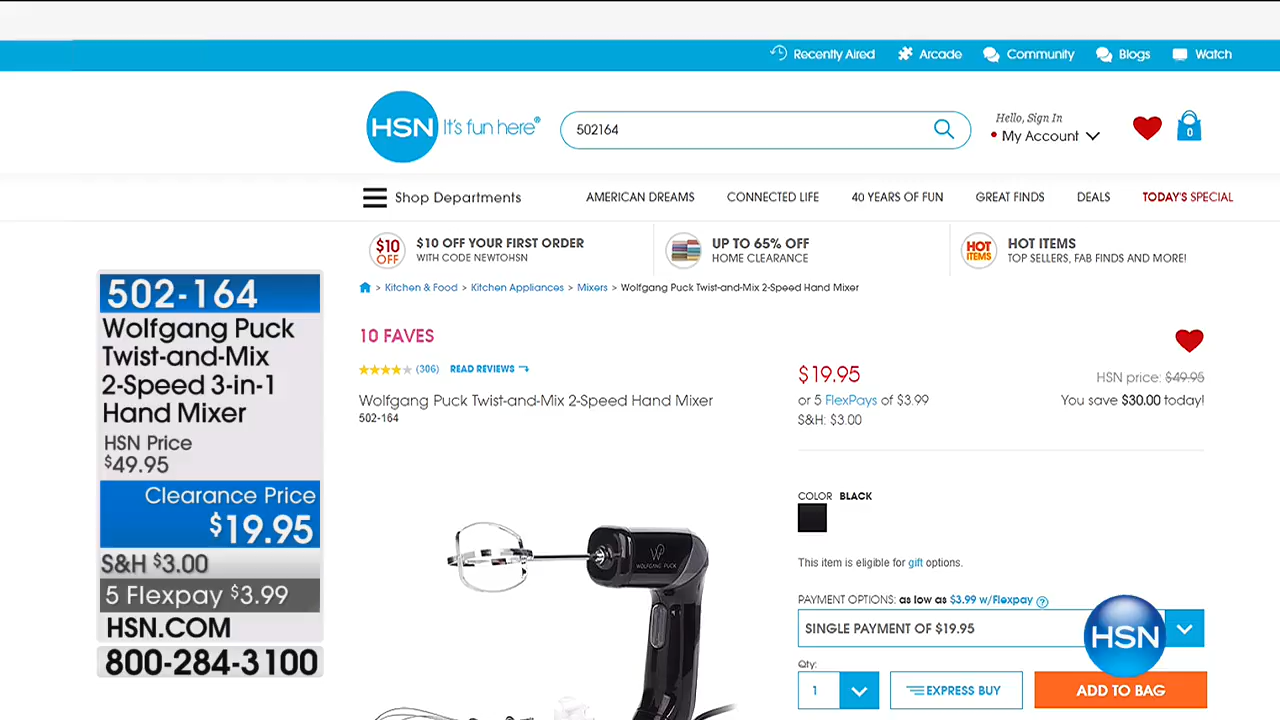 Recently Aired
Arcade
Community
Blogs
Watch
HSN It's fun here®
502164
Hello, Sign In
My Account
0
Shop Departments
AMERICAN DREAMS
CONNECTED LIFE
40 YEARS OF FUN
GREAT FINDS
DEALS
TODAY'S SPECIAL
$10 OFF
$10 OFF YOUR FIRST ORDER
WITH CODE NEWTOHSN
UP TO 65% OFF
HOME CLEARANCE
HOT ITEMS
HOT ITEMS
TOP SELLERS, FAB FINDS AND MORE!
> Kitchen & Food > Kitchen Appliances > Mixers > Wolfgang Puck Twist-and-Mix 2-Speed Hand Mixer
502-164
Wolfgang Puck
Twist-and-Mix
2-Speed 3-in-1
Hand Mixer
HSN Price
$49.95
Clearance Price
$19.95
S&H $3.00
5 Flexpay $3.99
HSN.COM
800-284-3100
10 FAVES
(306) READ REVIEWS
Wolfgang Puck Twist-and-Mix 2-Speed Hand Mixer
502-164
WP
WOLFGANG PUCK
$19.95
HSN price: $49.95
or 5 FlexPays of $3.99
You save $30.00 today!
S&H: $3.00
COLOR BLACK
This item is eligible for gift options.
PAYMENT OPTIONS: as low as $3.99 w/Flexpay ?
SINGLE PAYMENT OF $19.95
HSN
Qty:
1
EXPRESS BUY
ADD TO BAG